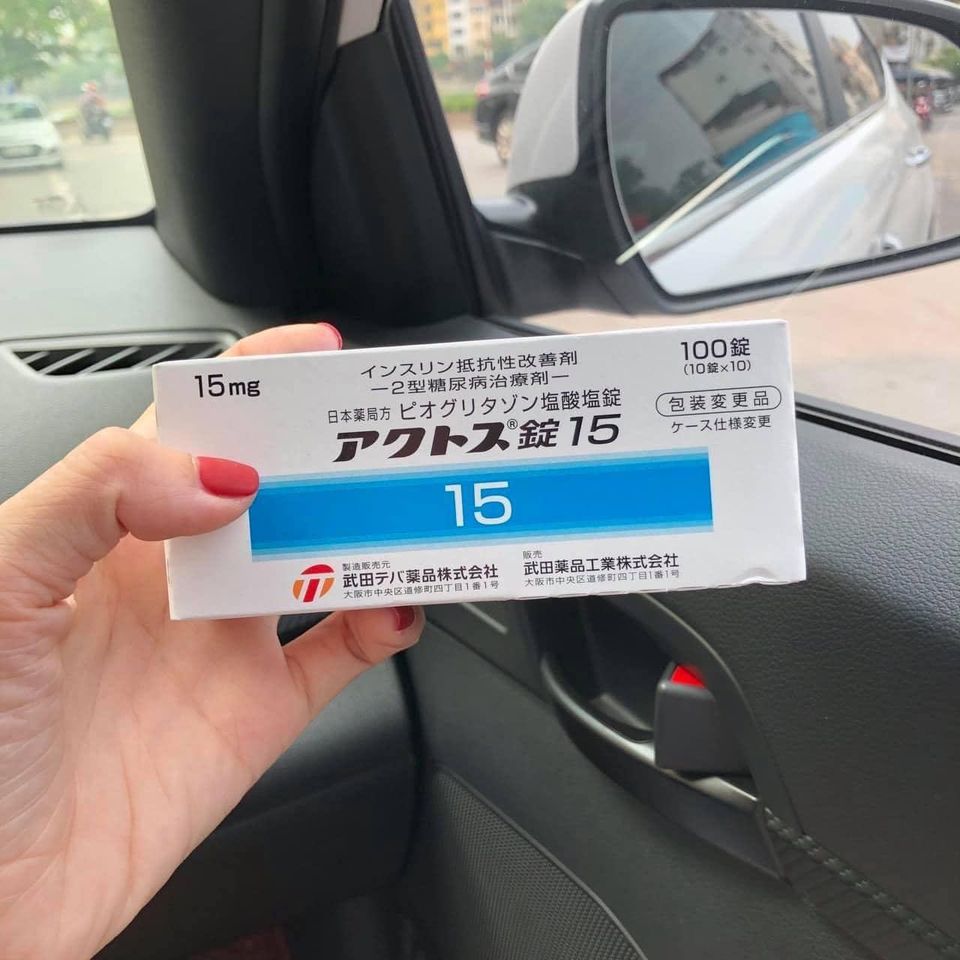 15mg
インスリン抵抗性改善剤
―2型糖尿病治療剤―
日本薬局方 ピオグリタゾン塩酸塩錠
アクトス®錠 15
100錠
(10錠×10)
包装変更品
ケース仕様変更
15
製造販売元
武田テバ薬品株式会社
大阪市中央区道修町四丁目1番1号
販売
武田薬品工業株式会社
大阪市中央区道修町四丁目1番1号